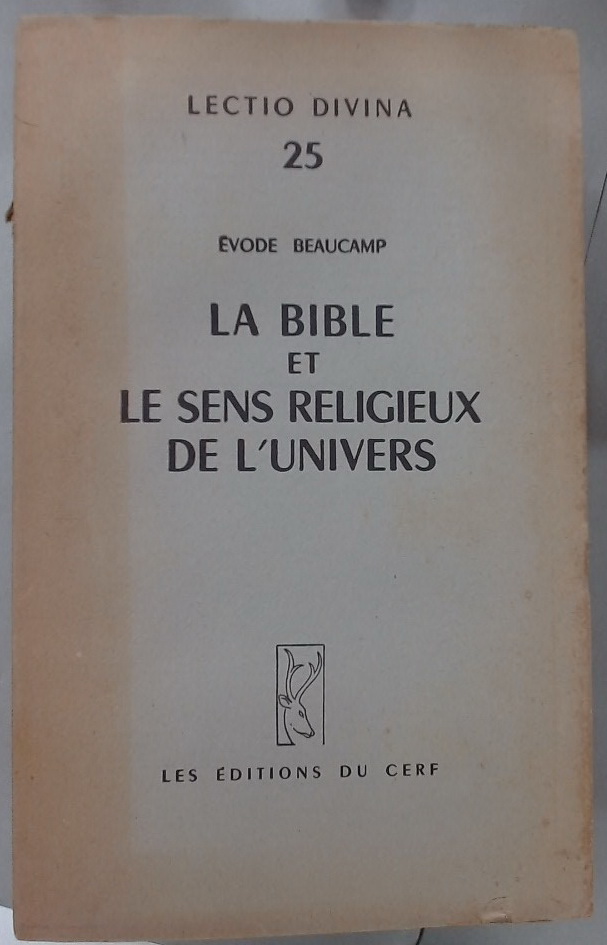 LECTIO DIVINA
25
ÉVODE BEAUCAMP
LA BIBLE
ET
LE SENS RELIGIEUX
DE L'UNIVERS
LES ÉDITIONS DU CERF